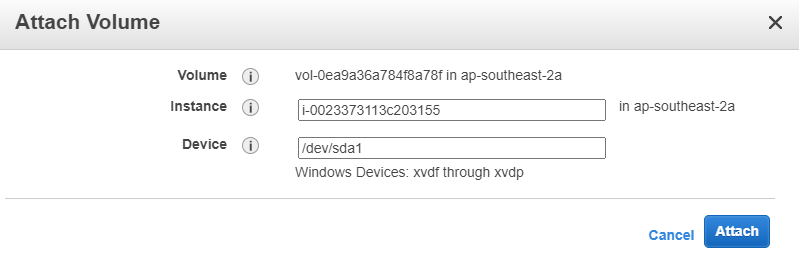 Attach Volume
Volume i vol-0ea9a36a784f8a78f in ap-southeast-2a
Instance i i-0023373113c203155 in ap-southeast-2a
Device i /dev/sda1
Windows Devices: xvdf through xvdp
Cancel Attach